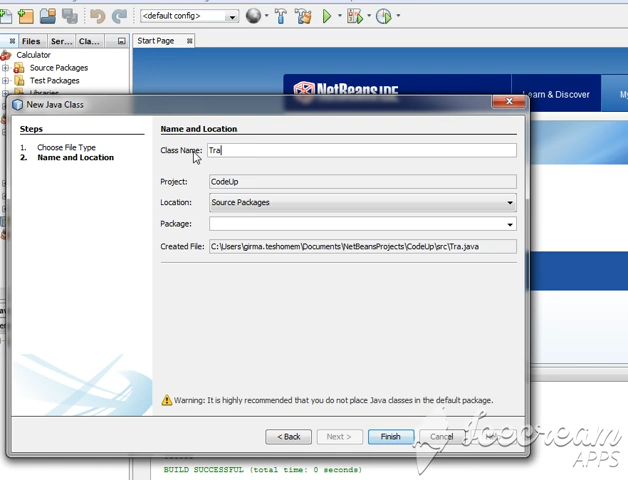 <default config>
Files
Ser...
Cla...
Start Page
Calculator
Source Packages
Test Packages
Libraries
NetBeans IDE
Learn & Discover
My
New Java Class
Steps
1. Choose File Type
2. Name and Location
Name and Location
Class Name: Tra
Project: CodeUp
Location: Source Packages
Package:
Created File: C:\Users\girma.teshomem\Documents\NetBeansProjects\CodeUp\src\Tra.java
Warning: It is highly recommended that you do not place Java classes in the default package.
< Back
Next >
Finish
Cancel
Icecream
APPS
BUILD SUCCESSFUL (total time: 0 seconds)